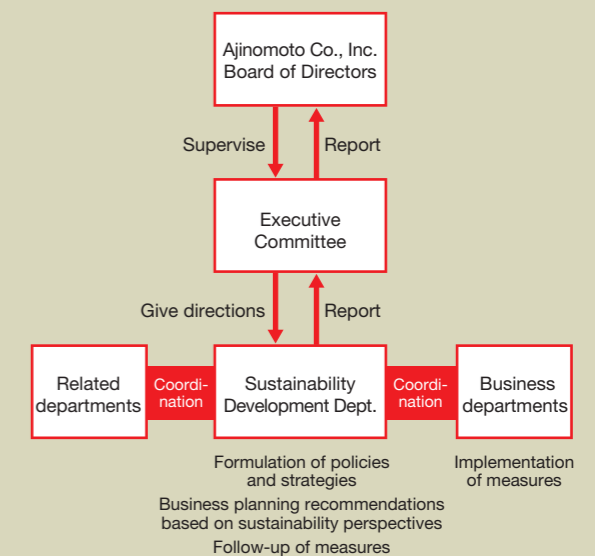 Ajinomoto Co., Inc.
Board of Directors
Supervise
Report
Executive
Committee
Give directions
Report
Related
departments
Coordi-
nation
Sustainability
Development Dept.
Coordi-
nation
Business
departments
Formulation of policies
and strategies
Business planning recommendations
based on sustainability perspectives
Follow-up of measures
Implementation
of measures